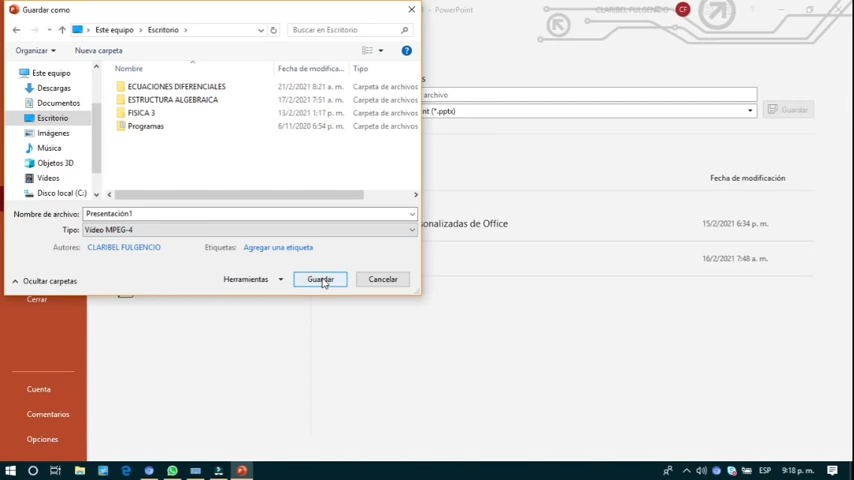 Guardar como
PowerPoint
CLARIBEL FULGENCIO
CF
Este equipo
Escritorio
Buscar en Escritorio
Organizar
Nueva carpeta
Este equipo
Descargas
Documentos
Escritorio
Imágenes
Música
Objetos 3D
Vídeos
Disco local (C:)
Nombre
Fecha de modifica...
Tipo
ECUACIONES DIFERENCIALES 21/2/2021 8:21 a. m. Carpeta de archivos
ESTRUCTURA ALGEBRAICA 17/2/2021 7:51 a. m. Carpeta de archivos
FISICA 3 13/2/2021 1:17 p. m. Carpeta de archivos
Programas 6/11/2020 6:54 p. m. Carpeta de archivos
Nombre de archivo: Presentación1
Tipo: Vídeo MPEG-4
Autores: CLARIBEL FULGENCIO
Etiquetas: Agregar una etiqueta
Ocultar carpetas
Herramientas
Guardar
Cancelar
archivo
(*.pptx)
Guardar
Fecha de modificación
de Office
15/2/2021 6:34 p. m.
16/2/2021 7:48 a. m.
Cerrar
Cuenta
Comentarios
Opciones
ESP
9:18 p. m.